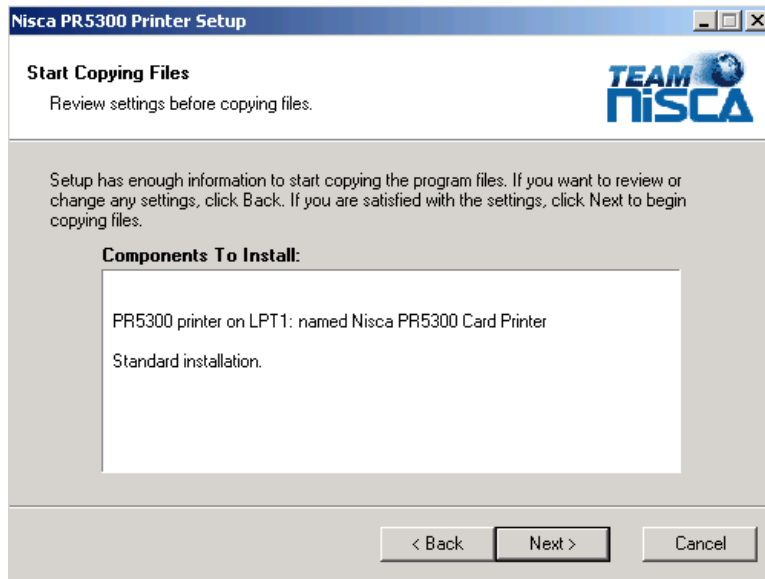 Nisca PR5300 Printer Setup
Start Copying Files
Review settings before copying files.
TEAM
NiSCA
Setup has enough information to start copying the program files. If you want to review or
change any settings, click Back. If you are satisfied with the settings, click Next to begin
copying files.
Components To Install:
PR5300 printer on LPT1: named Nisca PR5300 Card Printer
Standard installation.
< Back
Next >
Cancel